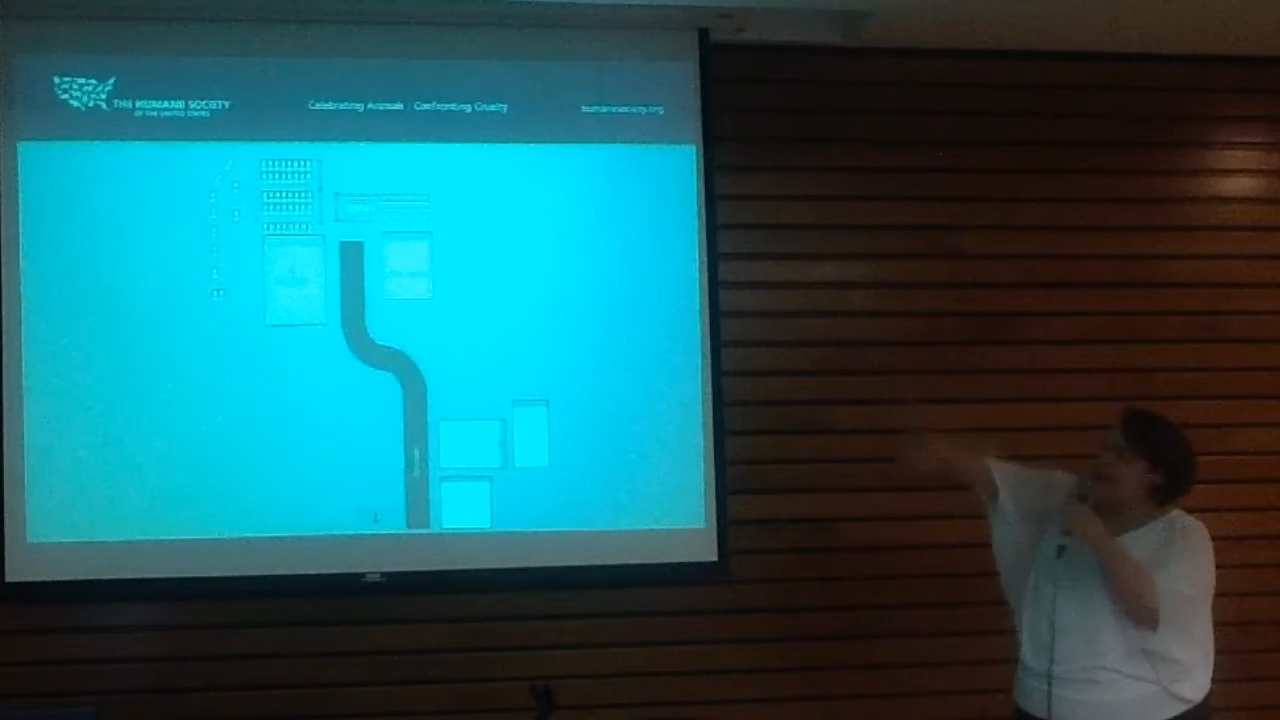 THE HUMANE SOCIETY
OF THE UNITED STATES
Celebrating Animals | Confronting Cruelty
humanesociety.org